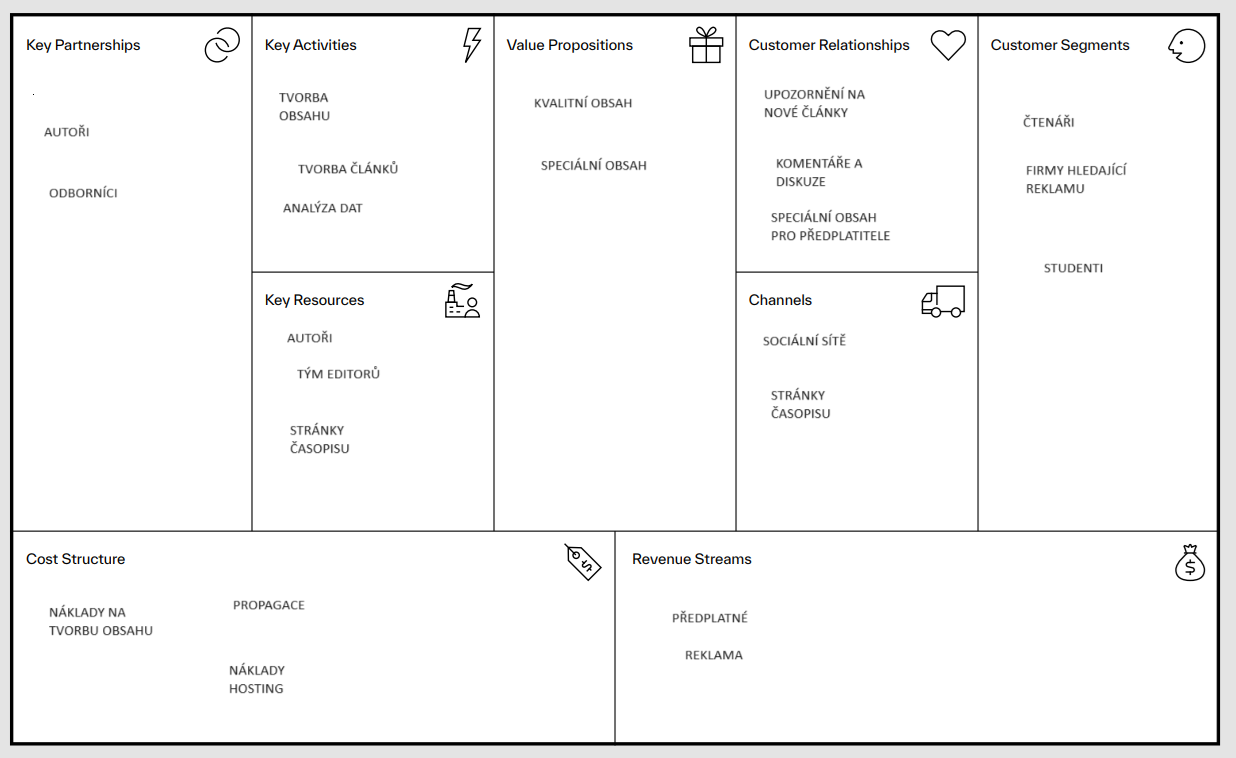 Key Partnerships
AUTOŘI
ODBORNÍCI
Key Activities
TVORBA
OBSAHU
TVORBA ČLÁNKŮ
ANALÝZA DAT
Key Resources
AUTOŘI
TÝM EDITORŮ
STRÁNKY
ČASOPISU
Value Propositions
KVALITNÍ OBSAH
SPECIÁLNÍ OBSAH
Customer Relationships
UPOZORNĚNÍ NA
NOVÉ ČLÁNKY
KOMENTÁŘE A
DISKUZE
SPECIÁLNÍ OBSAH
PRO PŘEDPLATITELE
Channels
SOCIÁLNÍ SÍTĚ
STRÁNKY
ČASOPISU
Customer Segments
ČTENÁŘI
FIRMY HLEDAJÍCÍ
REKLAMU
STUDENTI
Cost Structure
NÁKLADY NA
TVORBU OBSAHU
PROPAGACE
NÁKLADY
HOSTING
Revenue Streams
PŘEDPLATNÉ
REKLAMA